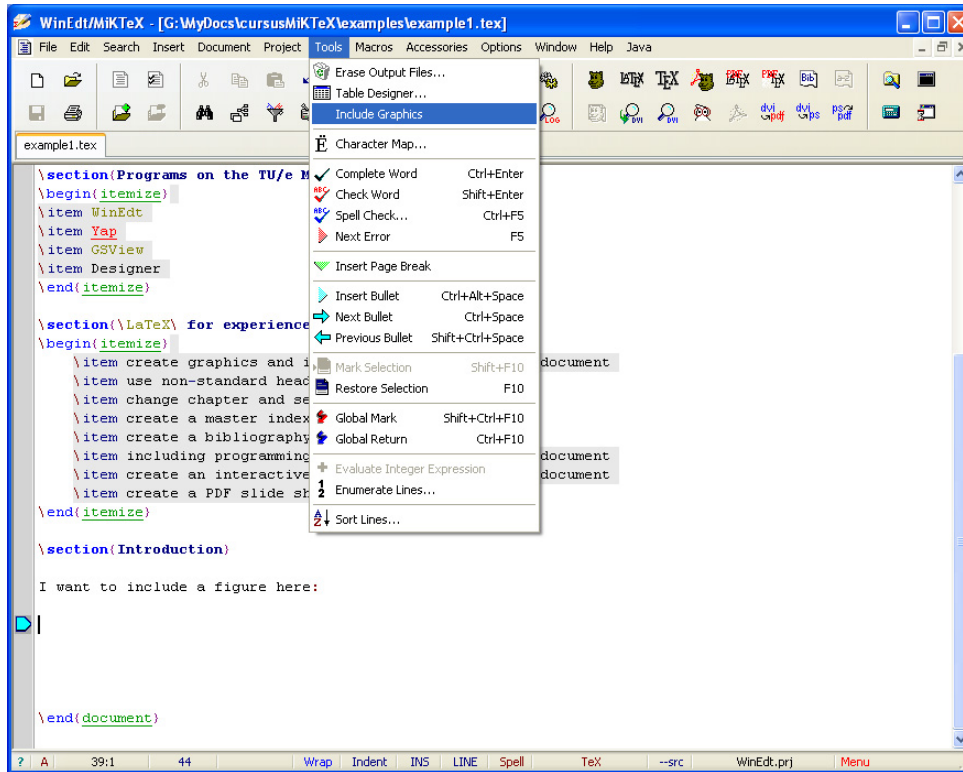 WinEdt/MiKTeX - [G:\MyDocs\cursusMiKTeX\examples\example1.tex]
File Edit Search Insert Document Project Tools Macros Accessories Options Window Help Java
example1.tex
Erase Output Files...
Table Designer...
Include Graphics
Character Map...
Complete Word Ctrl+Enter
Check Word Shift+Enter
Spell Check... Ctrl+F5
Next Error F5
Insert Page Break
Insert Bullet Ctrl+Alt+Space
Next Bullet Ctrl+Space
Previous Bullet Shift+Ctrl+Space
Mark Selection Shift+F10
Restore Selection F10
Global Mark Shift+Ctrl+F10
Global Return Ctrl+F10
Evaluate Integer Expression
Enumerate Lines...
Sort Lines...
\section{Programs on the TU/e M
\begin{itemize}
\item WinEdt
\item Yap
\item GSView
\item Designer
\end{itemize}
\section{\LaTeX\ for experience
\begin{itemize}
\item create graphics and i document
\item use non-standard head
\item change chapter and se
\item create a master index
\item create a bibliography
\item including programming document
\item create an interactive document
\item create a PDF slide sh
\end{itemize}
\section{Introduction}
I want to include a figure here:
\end{document}
? A 39:1 44 Wrap Indent INS LINE Spell TeX --src WinEdt.prj Menu